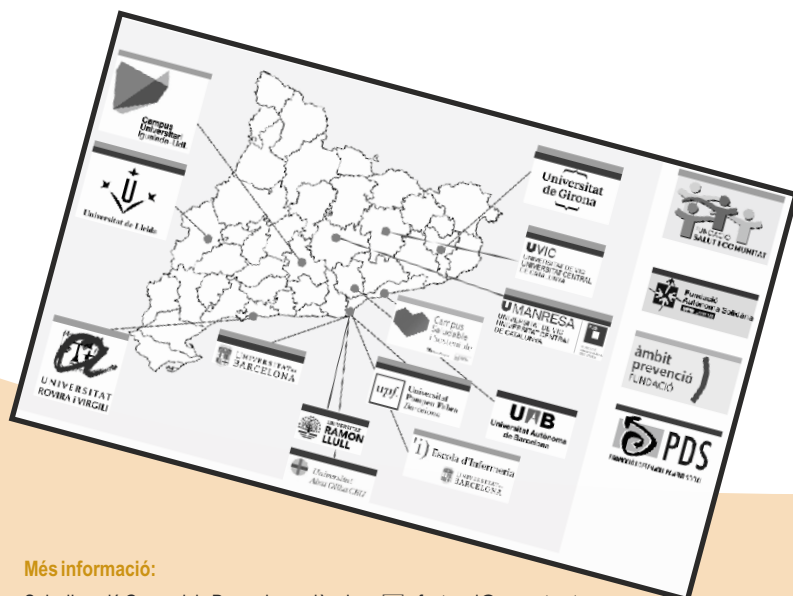 Campus
Universitari
Igualada-UdL
Universitat de Lleida
UNIVERSITAT
ROVIRA i VIRGILI
UNIVERSITAT DE
BARCELONA
UNIVERSITAT
RAMON
LLULL
Universitat
Abat Oliba CEU
Universitat
de Girona
UVIC
UNIVERSITAT DE VIC
UNIVERSITAT CENTRAL
DE CATALUNYA
UMANRESA
UNIVERSITAT DE VIC
UNIVERSITAT CENTRAL
DE CATALUNYA
Campus
Saludable
upf.
Universitat
Pompeu Fabra
Barcelona
UAB
Universitat Autònoma
de Barcelona
Escola d'Infermeria
UNIVERSITAT DE
BARCELONA
FUNDACIÓ
SALUT I COMUNITAT
Fundació
Autònoma Solidària
àmbit
prevenció
FUNDACIÓ
PDS
Més informació: